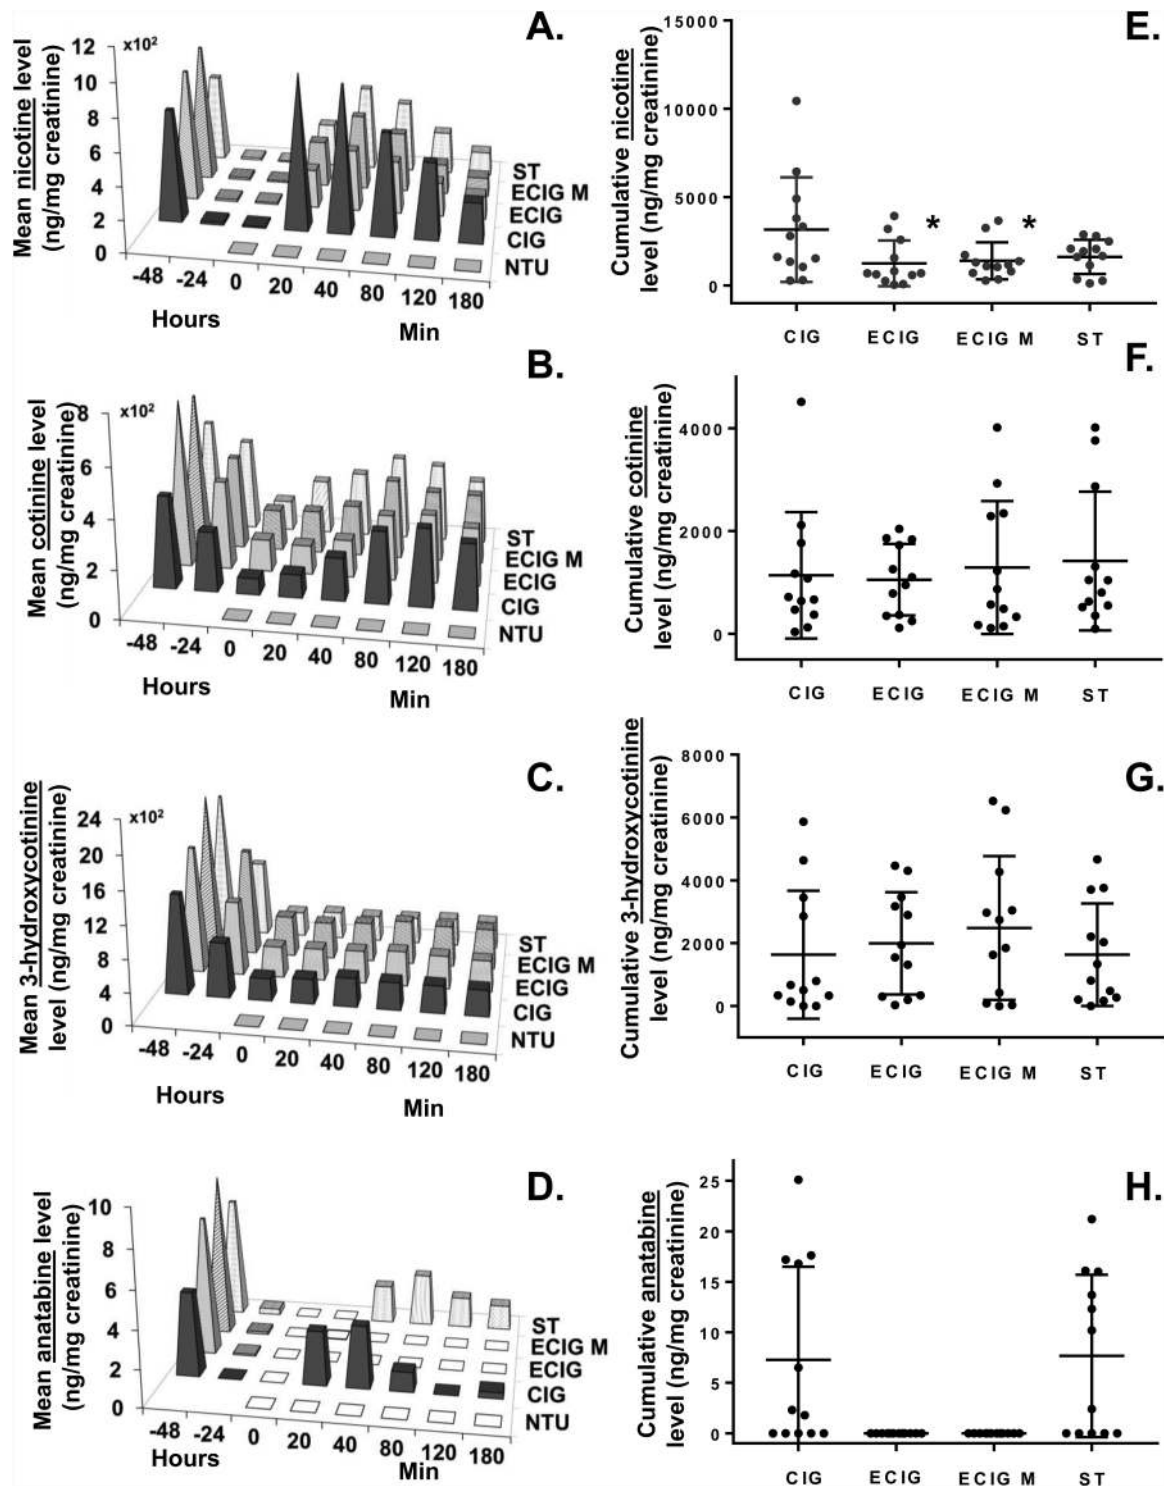 A.
Mean nicotine level
(ng/mg creatinine)
x10²
12
10
8
6
4
2
0
ST
ECIG M
ECIG
CIG
NTU
-48 -24 0 20 40 80 120 180
Hours
Min
E.
Cumulative nicotine
level (ng/mg creatinine)
15000
10000
5000
0
*
*
CIG ECIG ECIG M ST
B.
Mean cotinine level
(ng/mg creatinine)
x10²
8
6
4
2
0
ST
ECIG M
ECIG
CIG
NTU
-48 -24 0 20 40 80 120 180
Hours
Min
F.
Cumulative cotinine
level (ng/mg creatinine)
4000
2000
0
CIG ECIG ECIG M ST
C.
Mean 3-hydroxycotinine
level (ng/mg creatinine)
x10²
24
20
16
12
8
4
0
ST
ECIG M
ECIG
CIG
NTU
-48 -24 0 20 40 80 120 180
Hours
Min
G.
Cumulative 3-hydroxycotinine
level (ng/mg creatinine)
8000
6000
4000
2000
0
CIG ECIG ECIG M ST
D.
Mean anatabine level
(ng/mg creatinine)
10
8
6
4
2
0
ST
ECIG M
ECIG
CIG
NTU
-48 -24 0 20 40 80 120 180
Hours
Min
H.
Cumulative anatabine
level (ng/mg creatinine)
25
20
15
10
5
0
CIG ECIG ECIG M ST